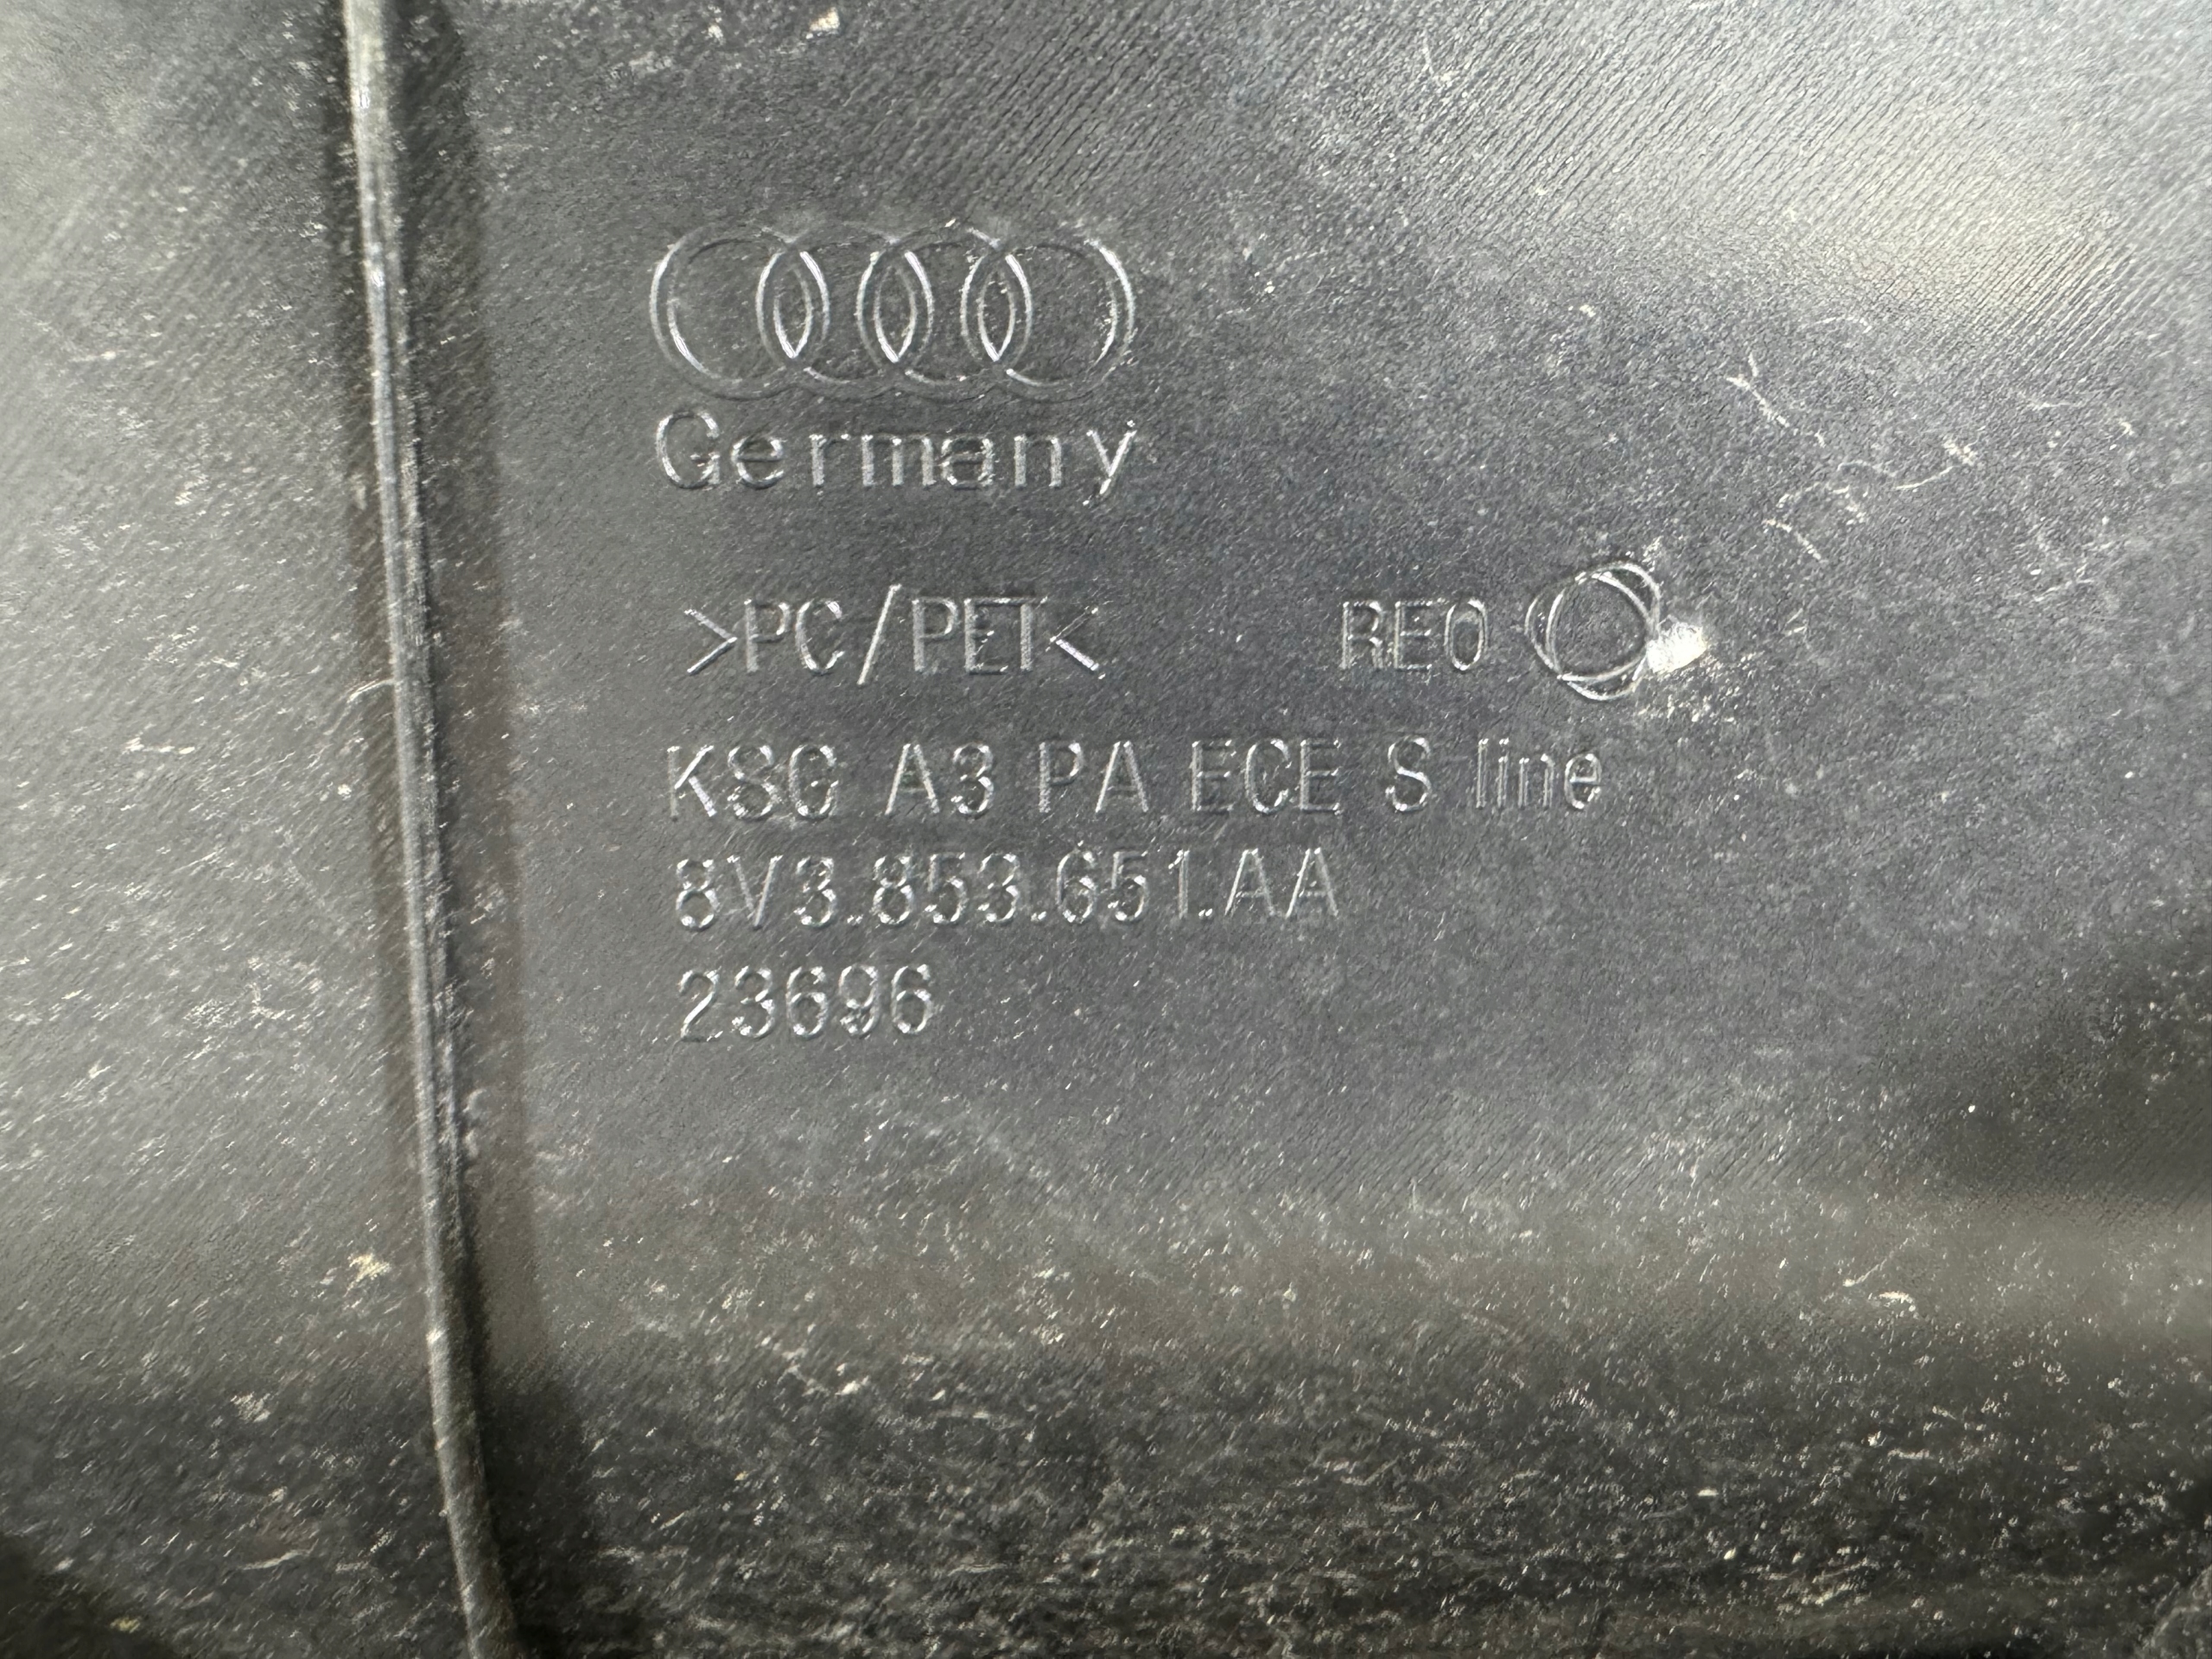 Germany
>PC/PET< REO
KSG A3 PA ECE S line
8V3.853.651.AA
23696